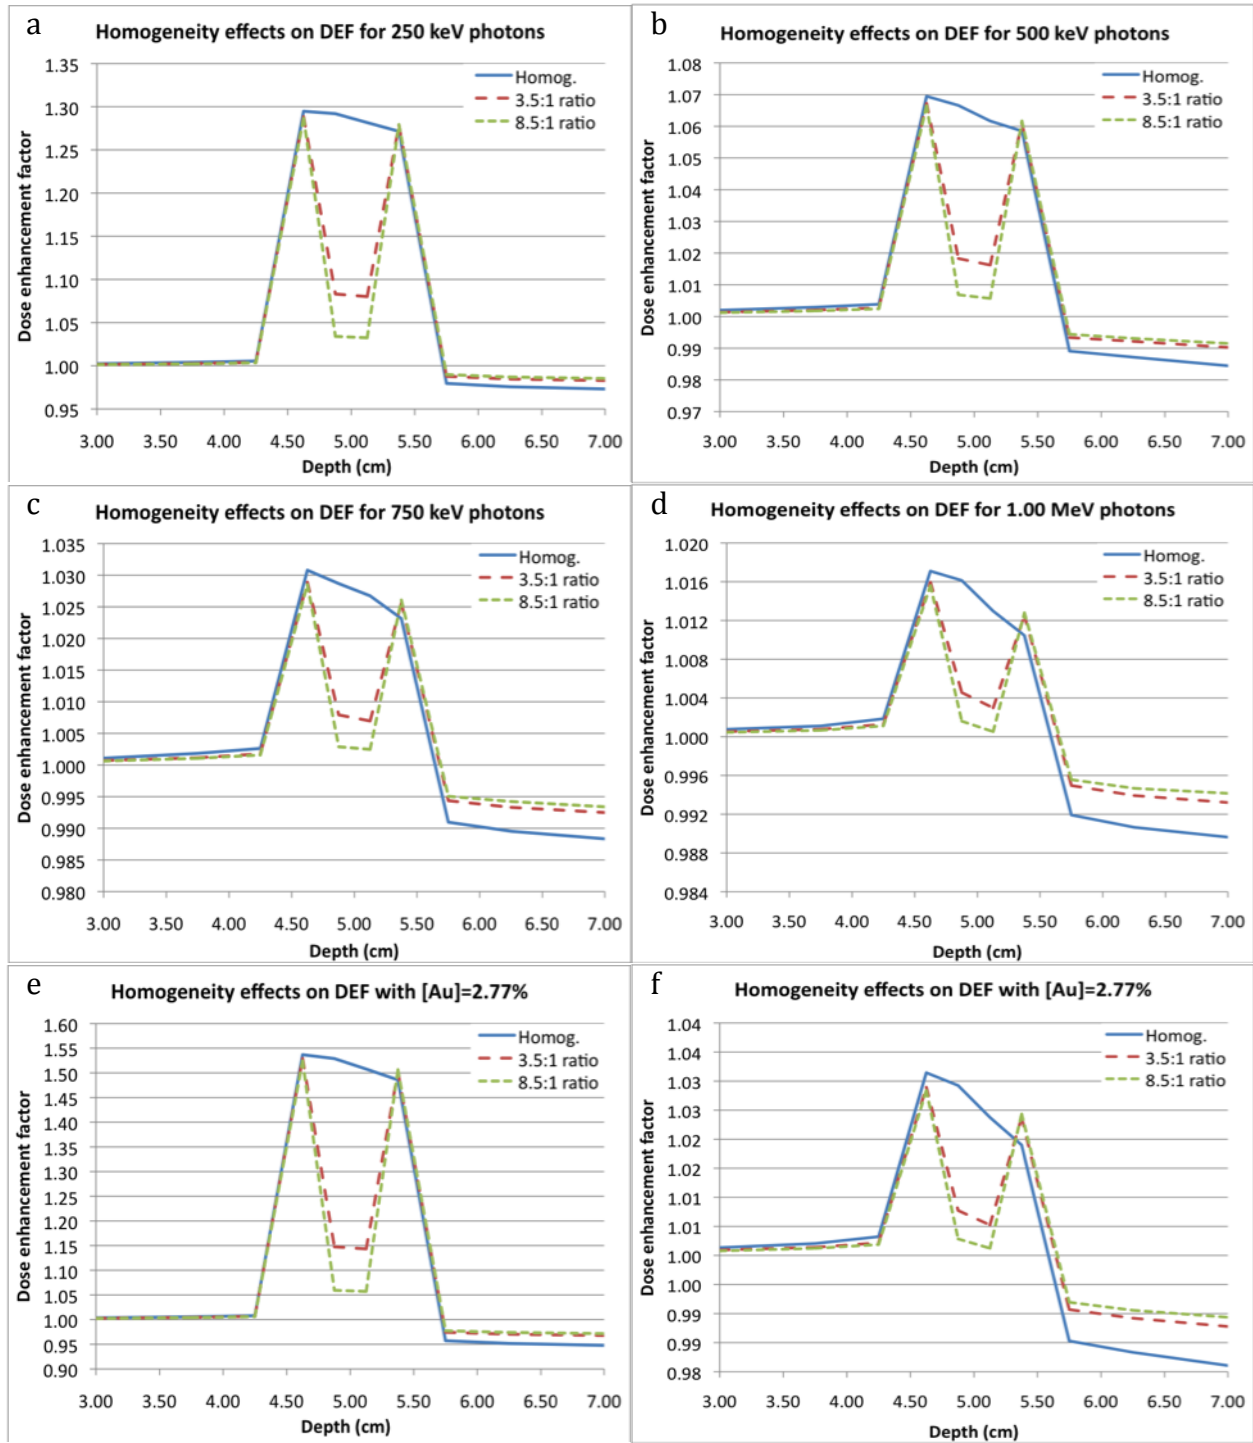 a
Homogeneity effects on DEF for 250 keV photons
Dose enhancement factor
1.35
1.30
1.25
1.20
1.15
1.10
1.05
1.00
0.95
Homog.
3.5:1 ratio
8.5:1 ratio
3.00 3.50 4.00 4.50 5.00 5.50 6.00 6.50 7.00
Depth (cm)
b
Homogeneity effects on DEF for 500 keV photons
Dose enhancement factor
1.08
1.07
1.06
1.05
1.04
1.03
1.02
1.01
1.00
0.99
0.98
0.97
Homog.
3.5:1 ratio
8.5:1 ratio
3.00 3.50 4.00 4.50 5.00 5.50 6.00 6.50 7.00
Depth (cm)
c
Homogeneity effects on DEF for 750 keV photons
Dose enhancement factor
1.035
1.030
1.025
1.020
1.015
1.010
1.005
1.000
0.995
0.990
0.985
0.980
Homog.
3.5:1 ratio
8.5:1 ratio
3.00 3.50 4.00 4.50 5.00 5.50 6.00 6.50 7.00
Depth (cm)
d
Homogeneity effects on DEF for 1.00 MeV photons
Dose enhancement factor
1.020
1.016
1.012
1.008
1.004
1.000
0.996
0.992
0.988
0.984
Homog.
3.5:1 ratio
8.5:1 ratio
3.00 3.50 4.00 4.50 5.00 5.50 6.00 6.50 7.00
Depth (cm)
e
Homogeneity effects on DEF with [Au]=2.77%
Dose enhancement factor
1.60
1.55
1.50
1.45
1.40
1.35
1.30
1.25
1.20
1.15
1.10
1.05
1.00
0.95
0.90
Homog.
3.5:1 ratio
8.5:1 ratio
3.00 3.50 4.00 4.50 5.00 5.50 6.00 6.50 7.00
Depth (cm)
f
Homogeneity effects on DEF with [Au]=2.77%
Dose enhancement factor
1.04
1.04
1.03
1.03
1.02
1.02
1.01
1.01
1.00
1.00
0.99
0.99
0.98
Homog.
3.5:1 ratio
8.5:1 ratio
3.00 3.50 4.00 4.50 5.00 5.50 6.00 6.50 7.00
Depth (cm)